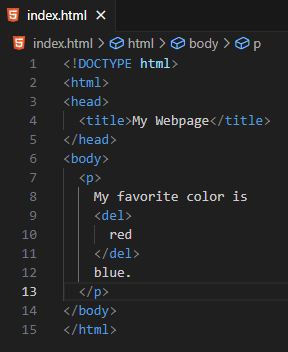 index.html ×
index.html > html > body > p
1 <!DOCTYPE html>
2 <html>
3 <head>
4   <title>My Webpage</title>
5 </head>
6 <body>
7   <p>
8     My favorite color is
9     <del>
10       red
11     </del>
12     blue.
13   </p>
14 </body>
15 </html>